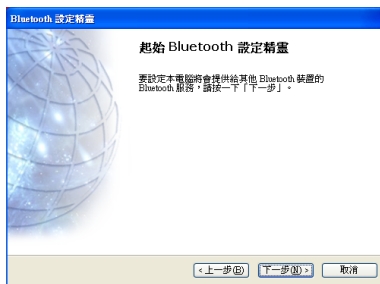 Bluetooth 設定精靈
起始 Bluetooth 設定精靈
要設定本電腦將會提供給其他 Bluetooth 裝置的
Bluetooth 服務，請按一下「下一步」。
<上一步(B) 下一步(N)> 取消